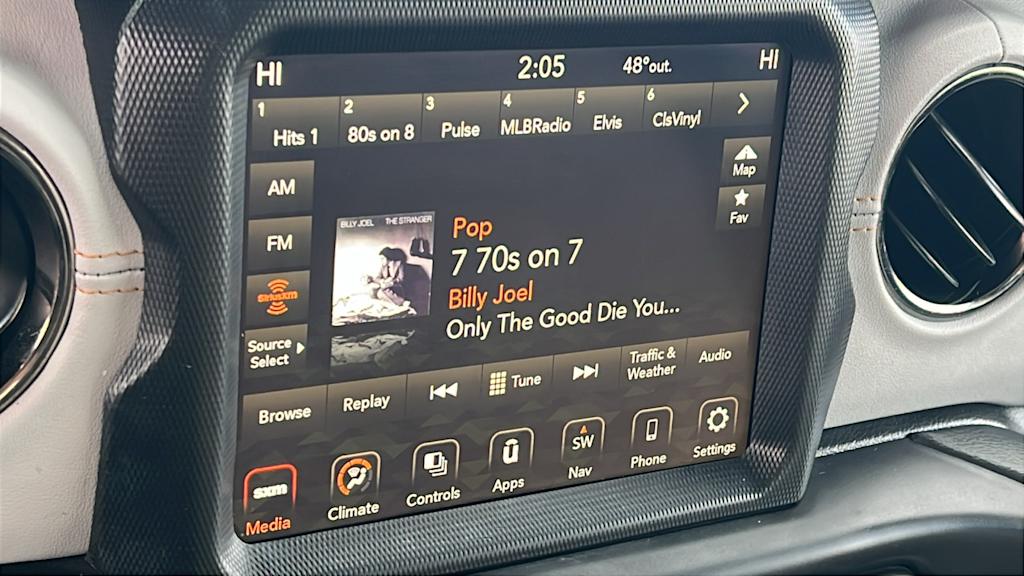 HI 2:05 48°out. HI
1 2 3 4 5 6
Hits 1 80s on 8 Pulse MLBRadio Elvis ClsVinyl
AM
Map
FM
Fav
BILLY JOEL THE STRANGER
Pop
7 70s on 7
Billy Joel
Only The Good Die You...
SiriusXM
Source
Select
Browse Replay Tune
Traffic &
Weather
Audio
sxm
Media
Climate
Controls
Apps
SW
Nav
Phone
Settings